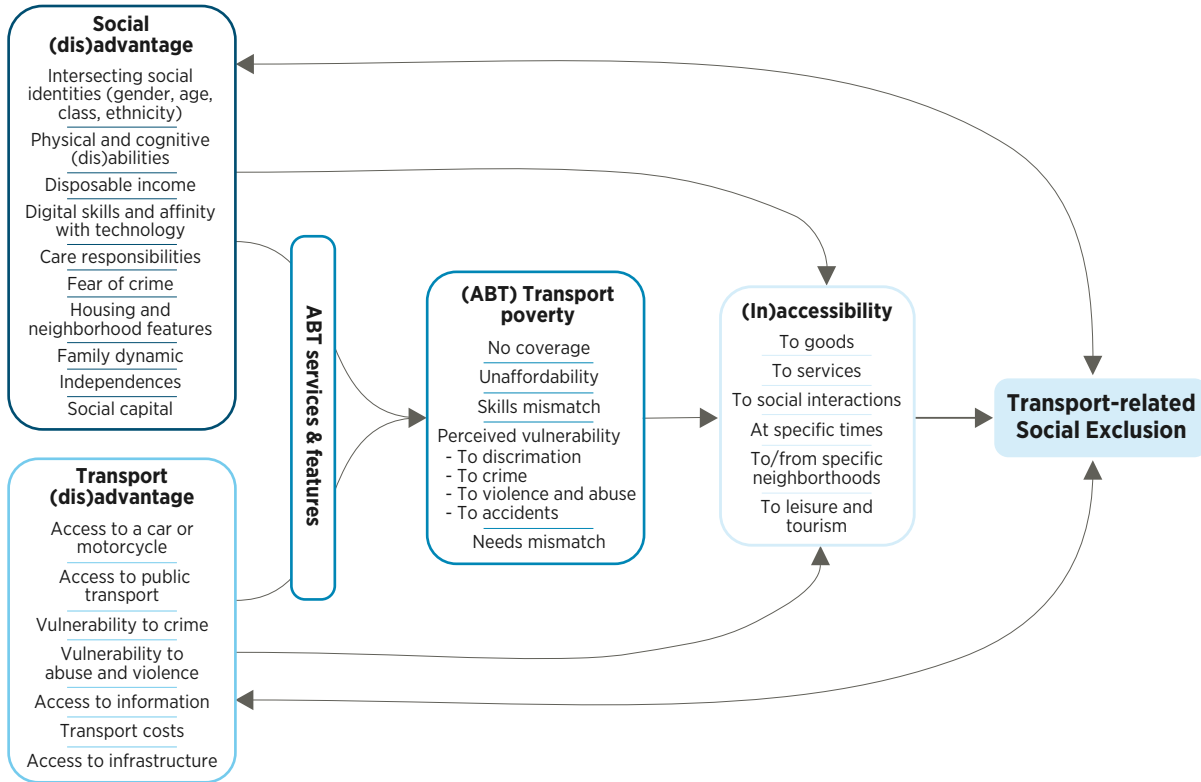 Social
(dis)advantage
Intersecting social
identities (gender, age,
class, ethnicity)
Physical and cognitive
(dis)abilities
Disposable income
Digital skills and affinity
with technology
Care responsibilities
Fear of crime
Housing and
neighborhood features
Family dynamic
Independences
Social capital
Transport
(dis)advantage
Access to a car or
motorcycle
Access to public
transport
Vulnerability to crime
Vulnerability to
abuse and violence
Access to information
Transport costs
Access to infrastructure
ABT services & features
(ABT) Transport
poverty
No coverage
Unaffordability
Skills mismatch
Perceived vulnerability
- To discrimation
- To crime
- To violence and abuse
- To accidents
Needs mismatch
(In)accessibility
To goods
To services
To social interactions
At specific times
To/from specific
neighborthoods
To leisure and
tourism
Transport-related
Social Exclusion